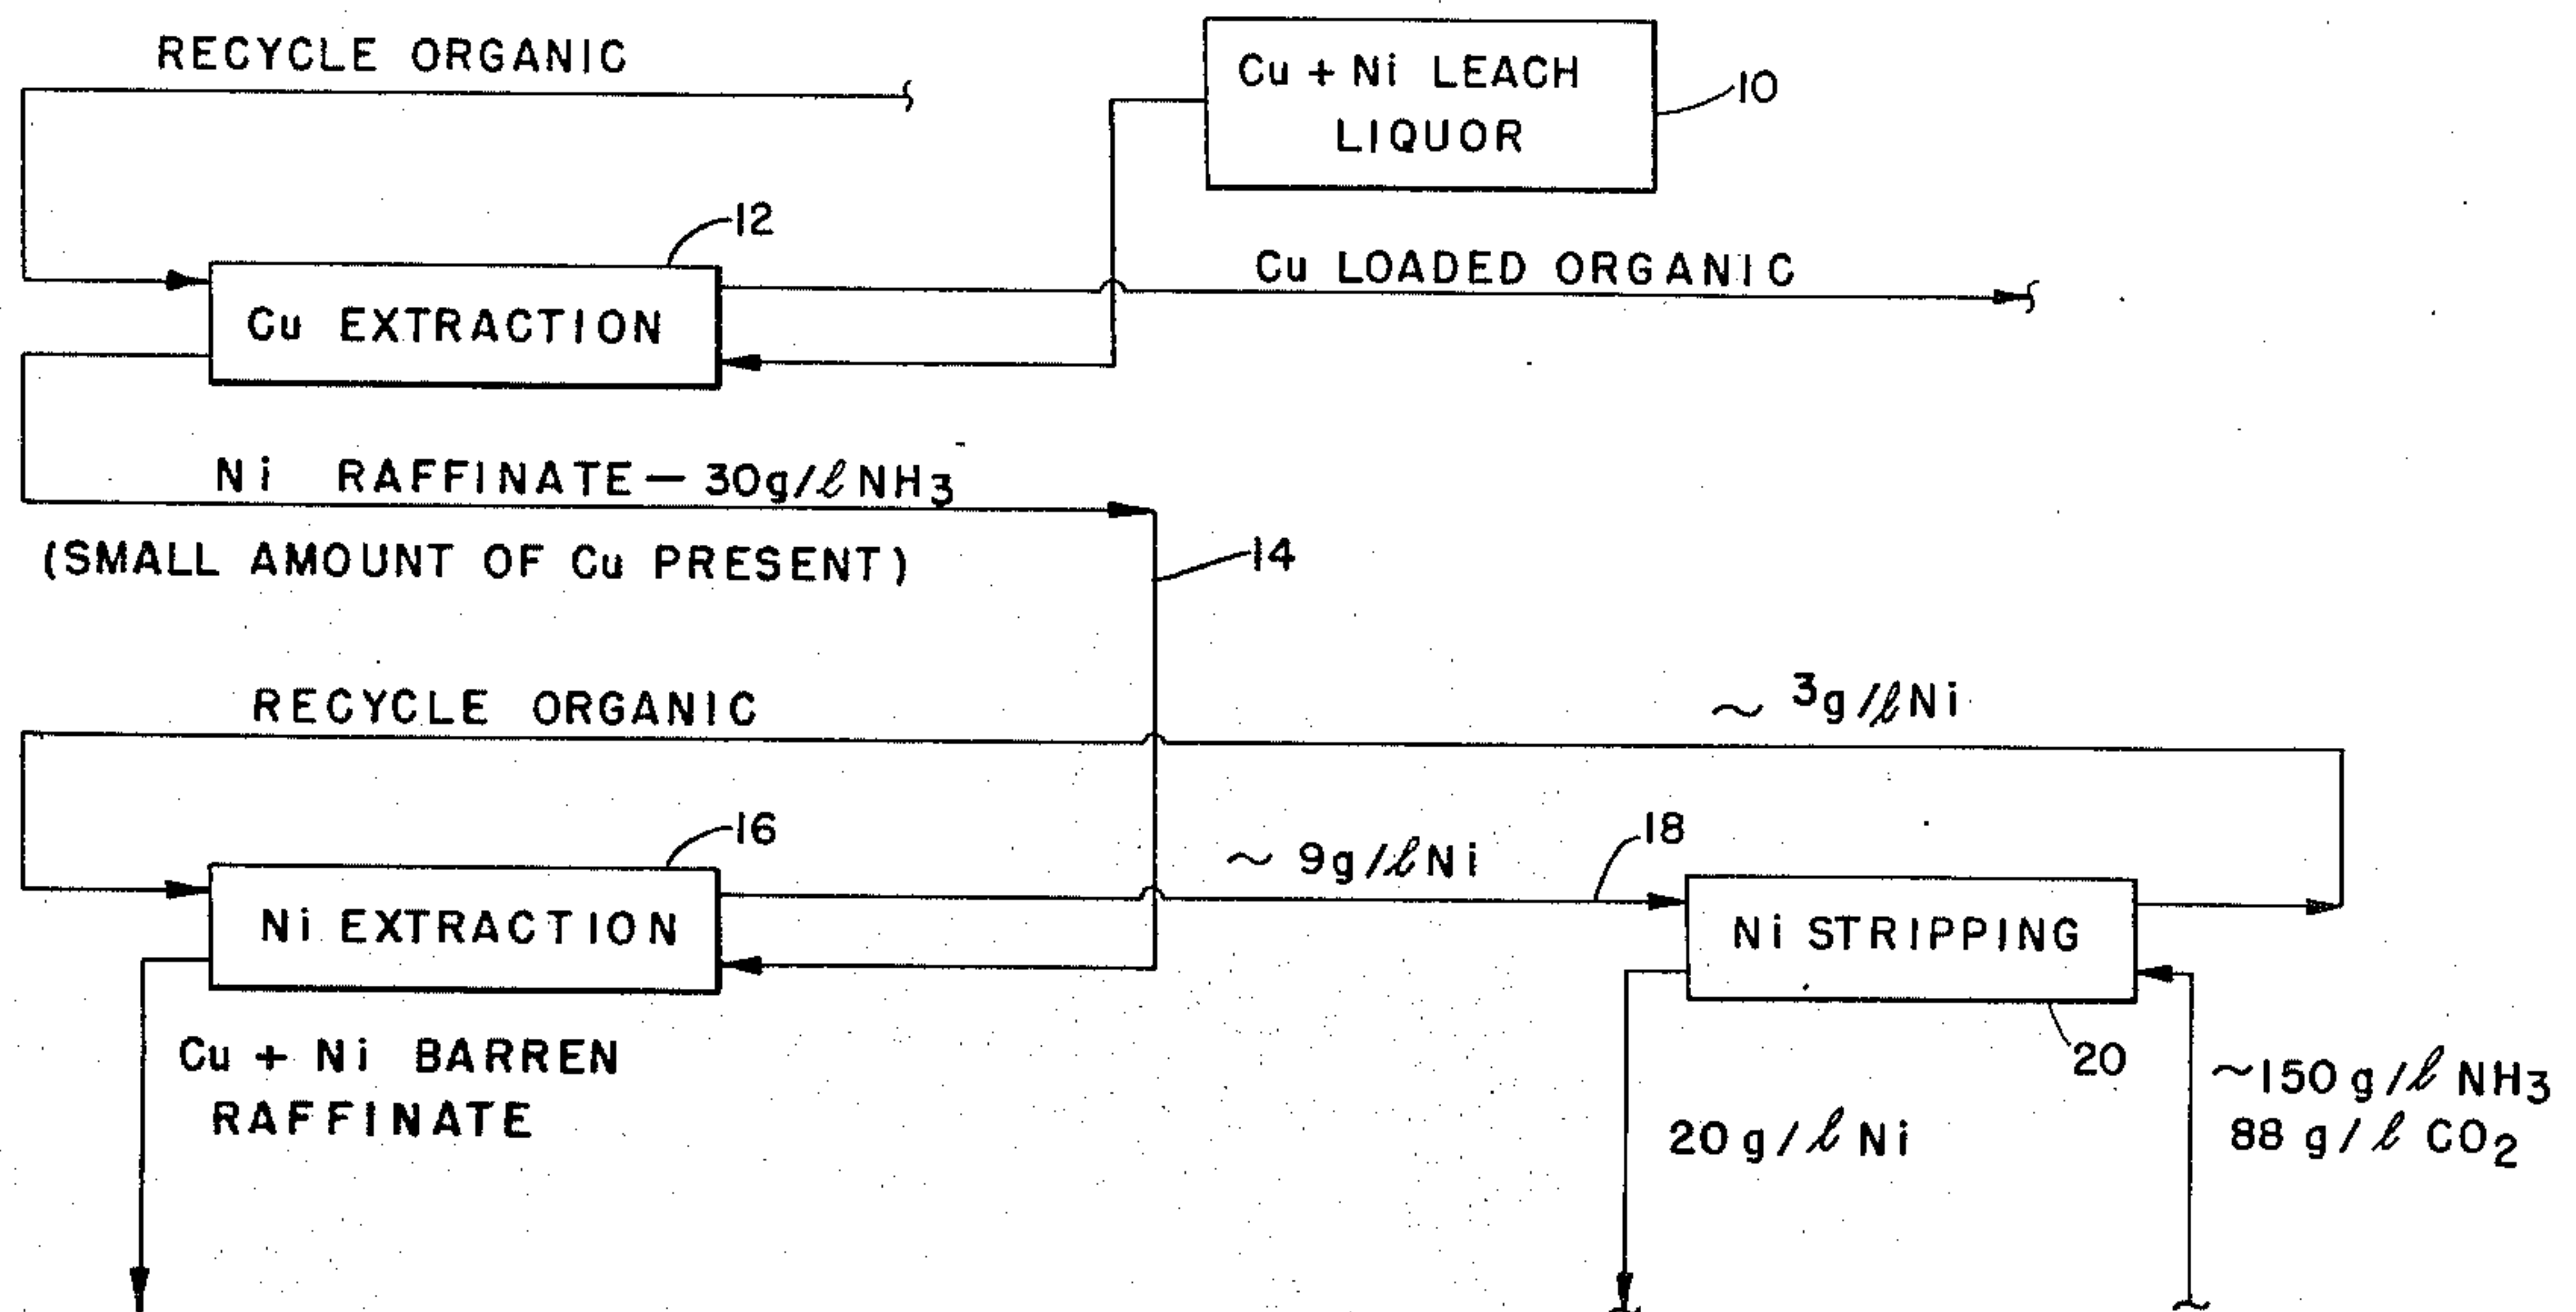 RECYCLE ORGANIC
Cu + Ni LEACH
LIQUOR
10
12
Cu LOADED ORGANIC
Cu EXTRACTION
Ni RAFFINATE — 30g/ℓ NH3
(SMALL AMOUNT OF Cu PRESENT)
14
RECYCLE ORGANIC
~ 3g/ℓ Ni
16
~ 9g/ℓ Ni
18
Ni EXTRACTION
Ni STRIPPING
Cu + Ni BARREN
RAFFINATE
20
20 g/ℓ Ni
~150 g/ℓ NH3
88 g/ℓ CO2